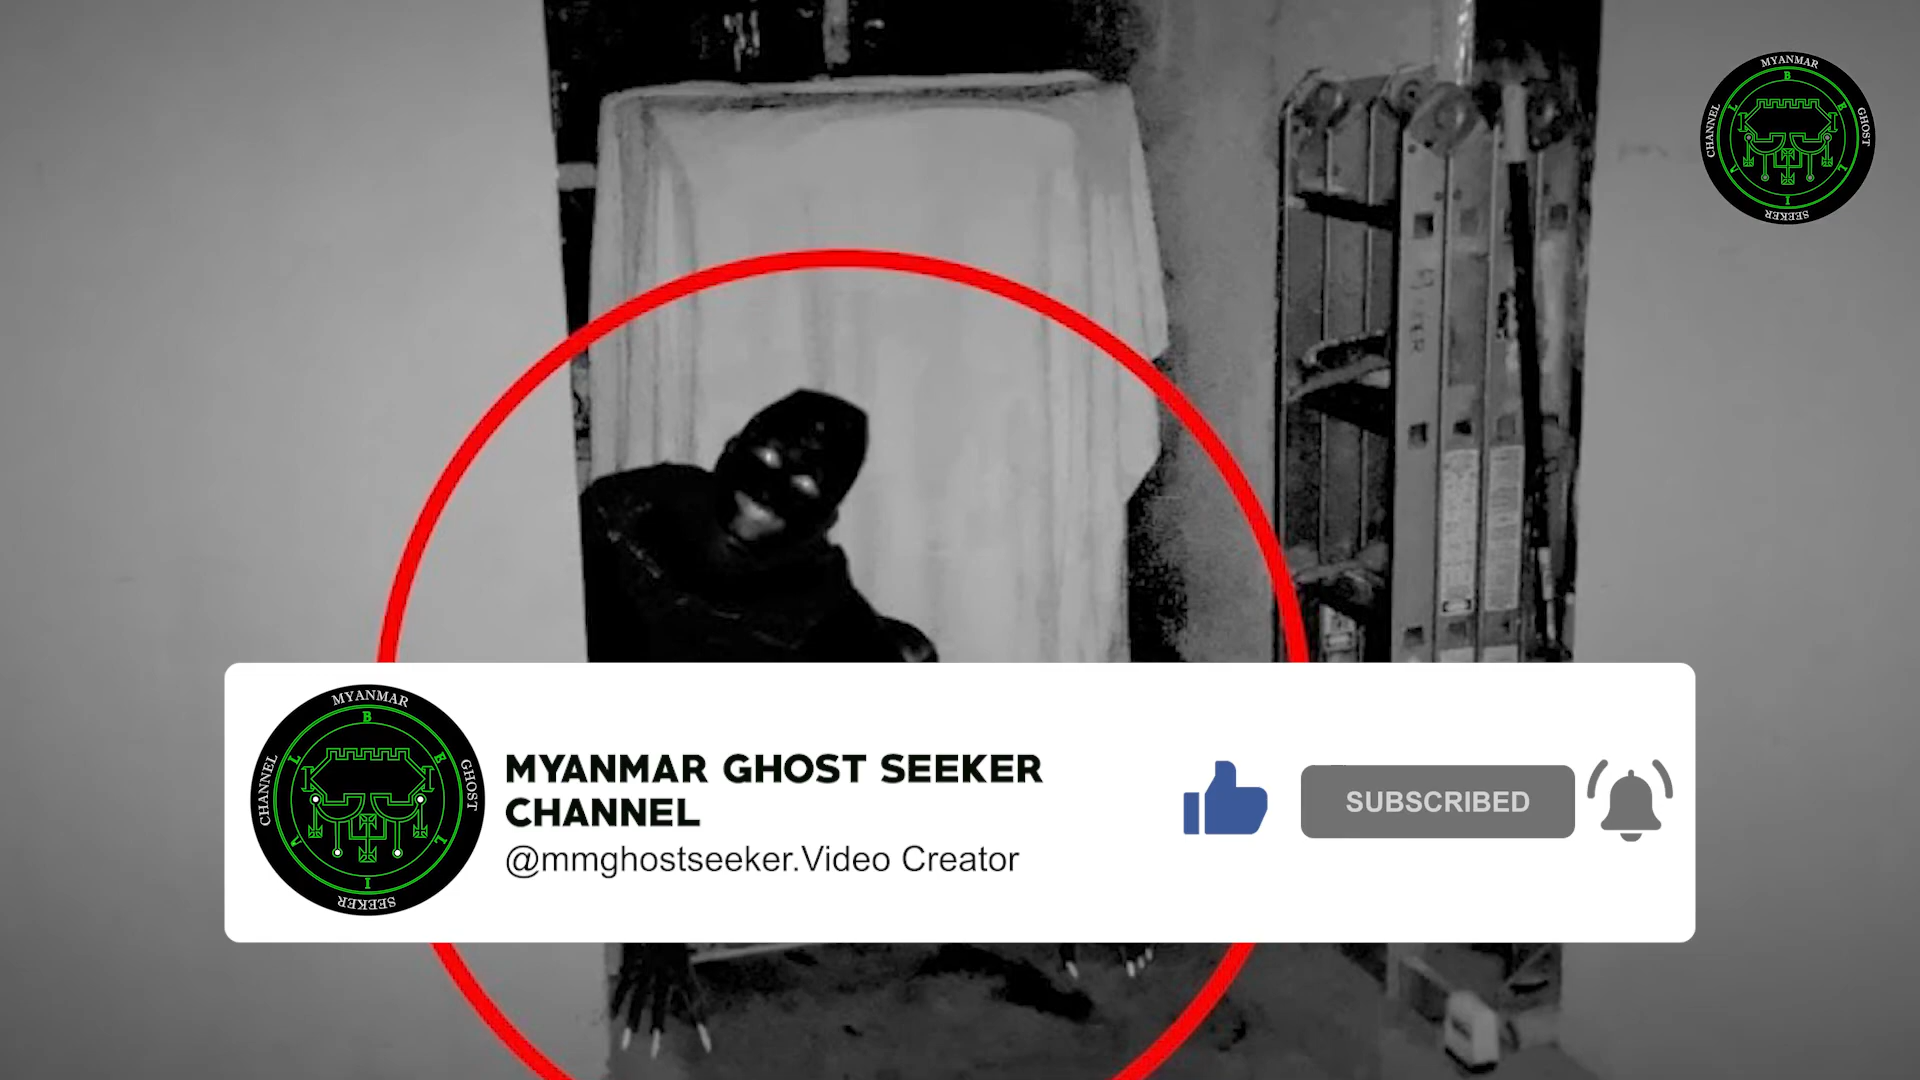 MYANMAR
GHOST
SEEKER
CHANNEL
B
E
L
I
A
L
MYANMAR
GHOST
SEEKER
CHANNEL
B
E
L
I
A
L
MYANMAR GHOST SEEKER
CHANNEL
@mmghostseeker.Video Creator
SUBSCRIBED